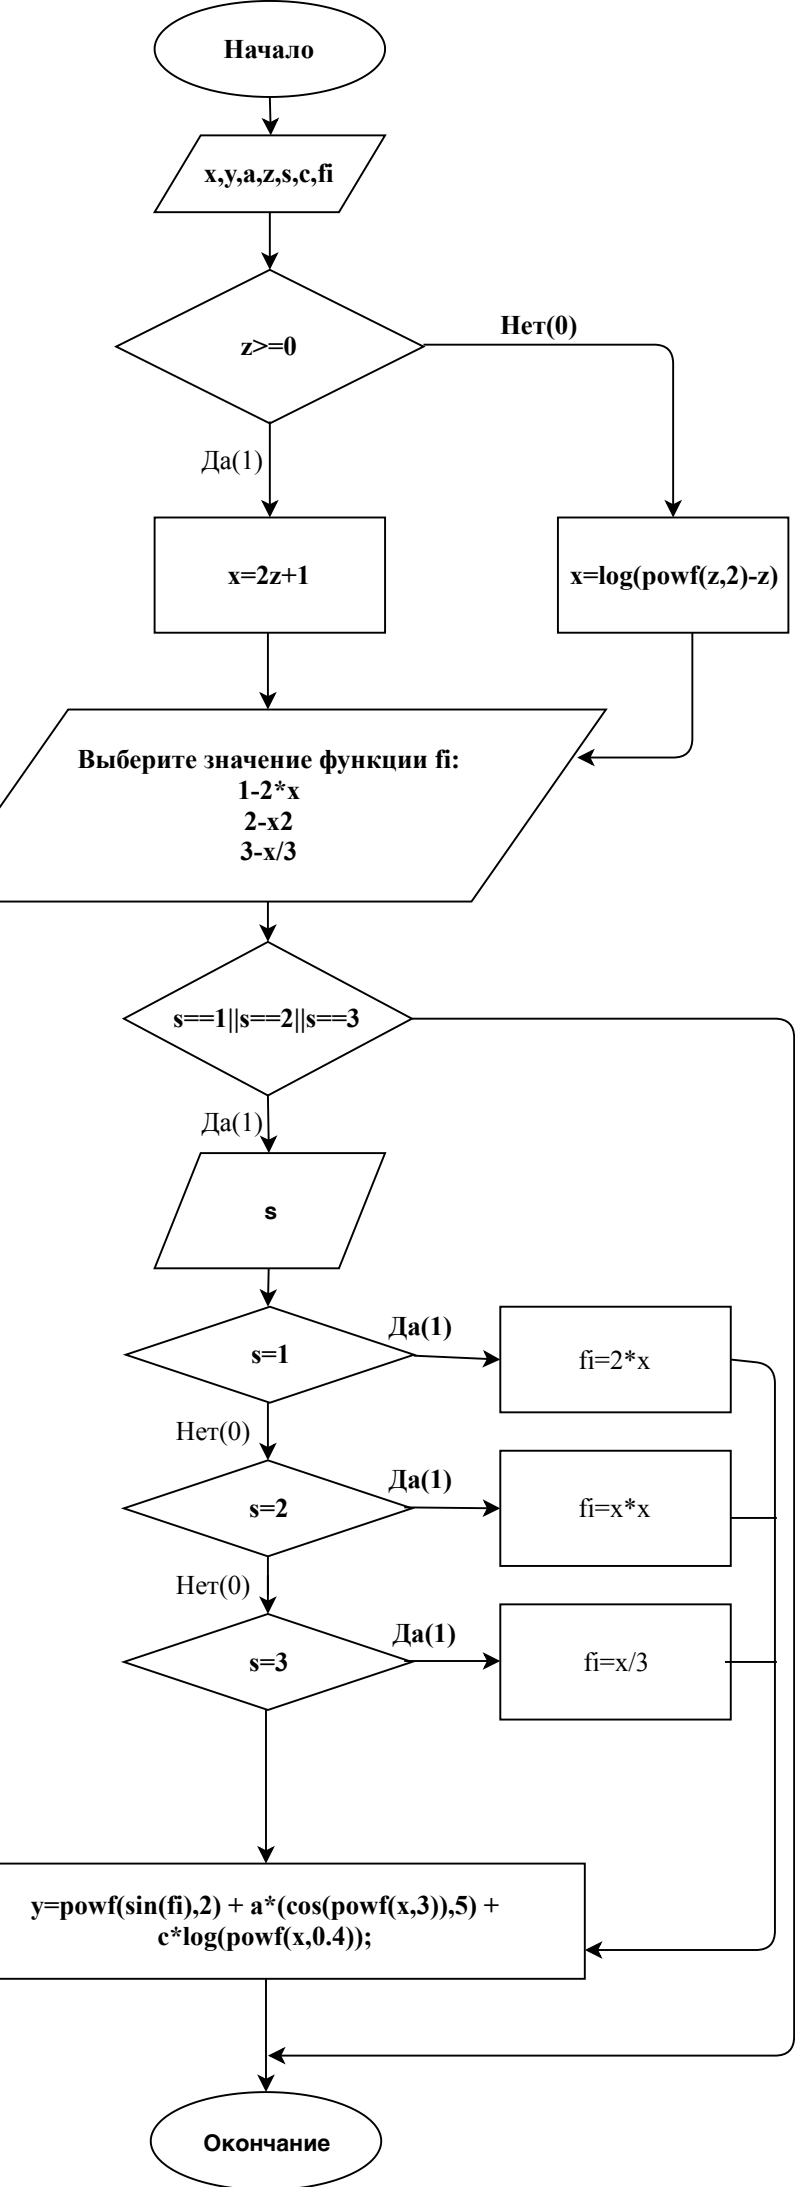 Начало
x,y,a,z,s,c,fi
z>=0
Нет(0)
Да(1)
x=2z+1
x=log(powf(z,2)-z)
Выберите значение функции fi:
1-2*x
2-x2
3-x/3
s==1||s==2||s==3
Да(1)
s
s=1
Да(1)
fi=2*x
Нет(0)
s=2
Да(1)
fi=x*x
Нет(0)
s=3
Да(1)
fi=x/3
y=powf(sin(fi),2) + a*(cos(powf(x,3)),5) +
c*log(powf(x,0.4));
Окончание